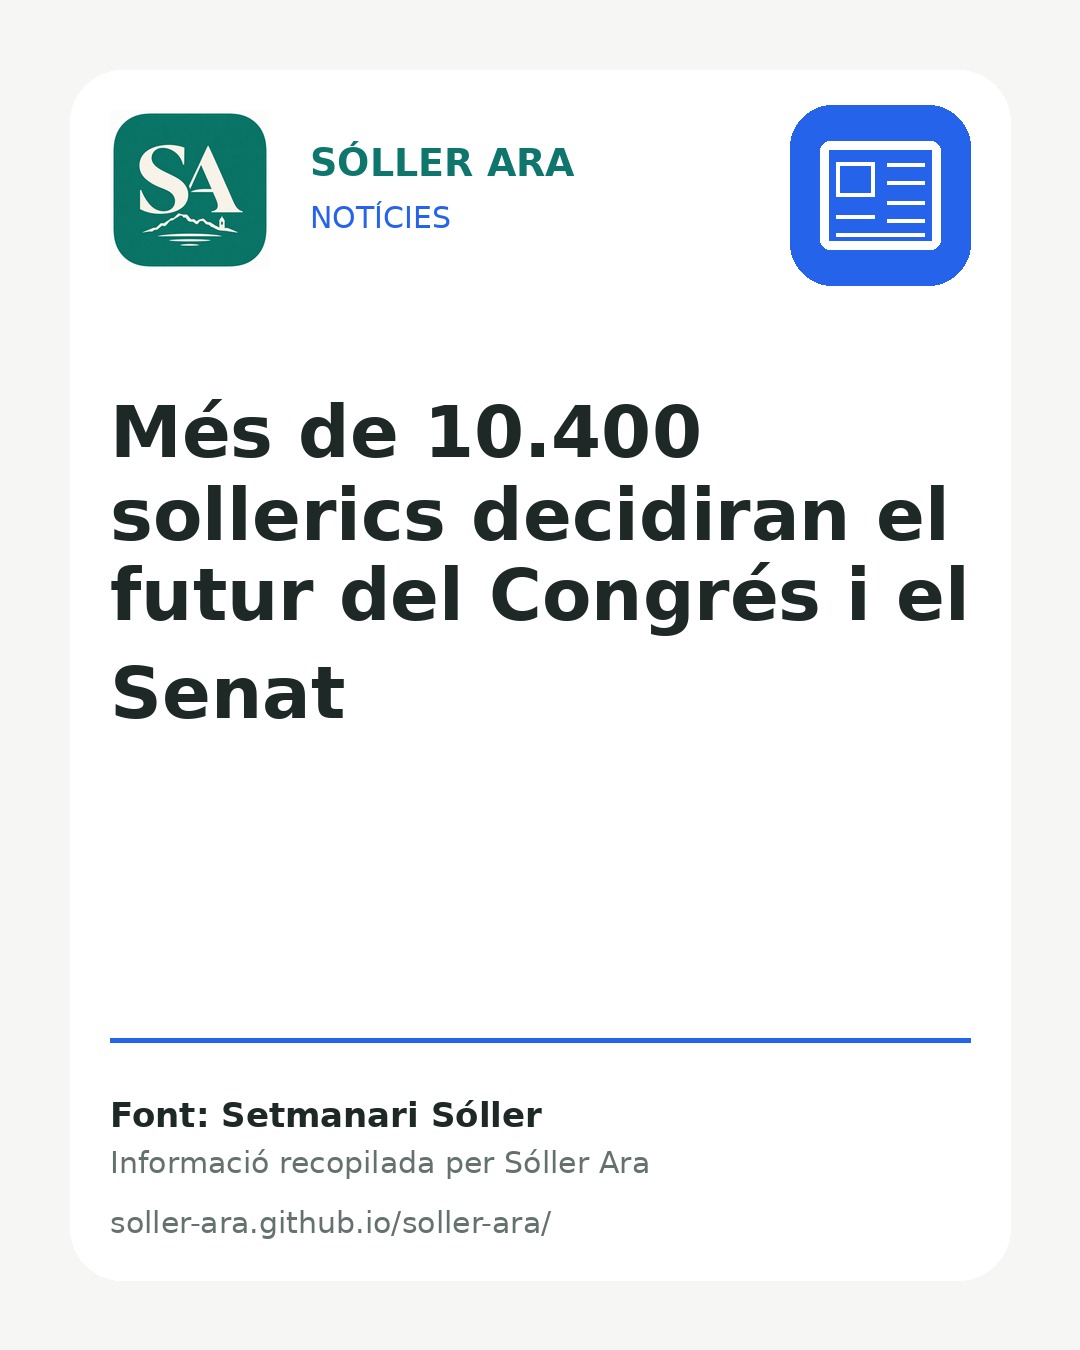 SA
SÓLLER ARA
NOTÍCIES
Més de 10.400
sollerics decidiran el
futur del Congrés i el
Senat
Font: Setmanari Sóller
Informació recopilada per Sóller Ara
soller-ara.github.io/soller-ara/